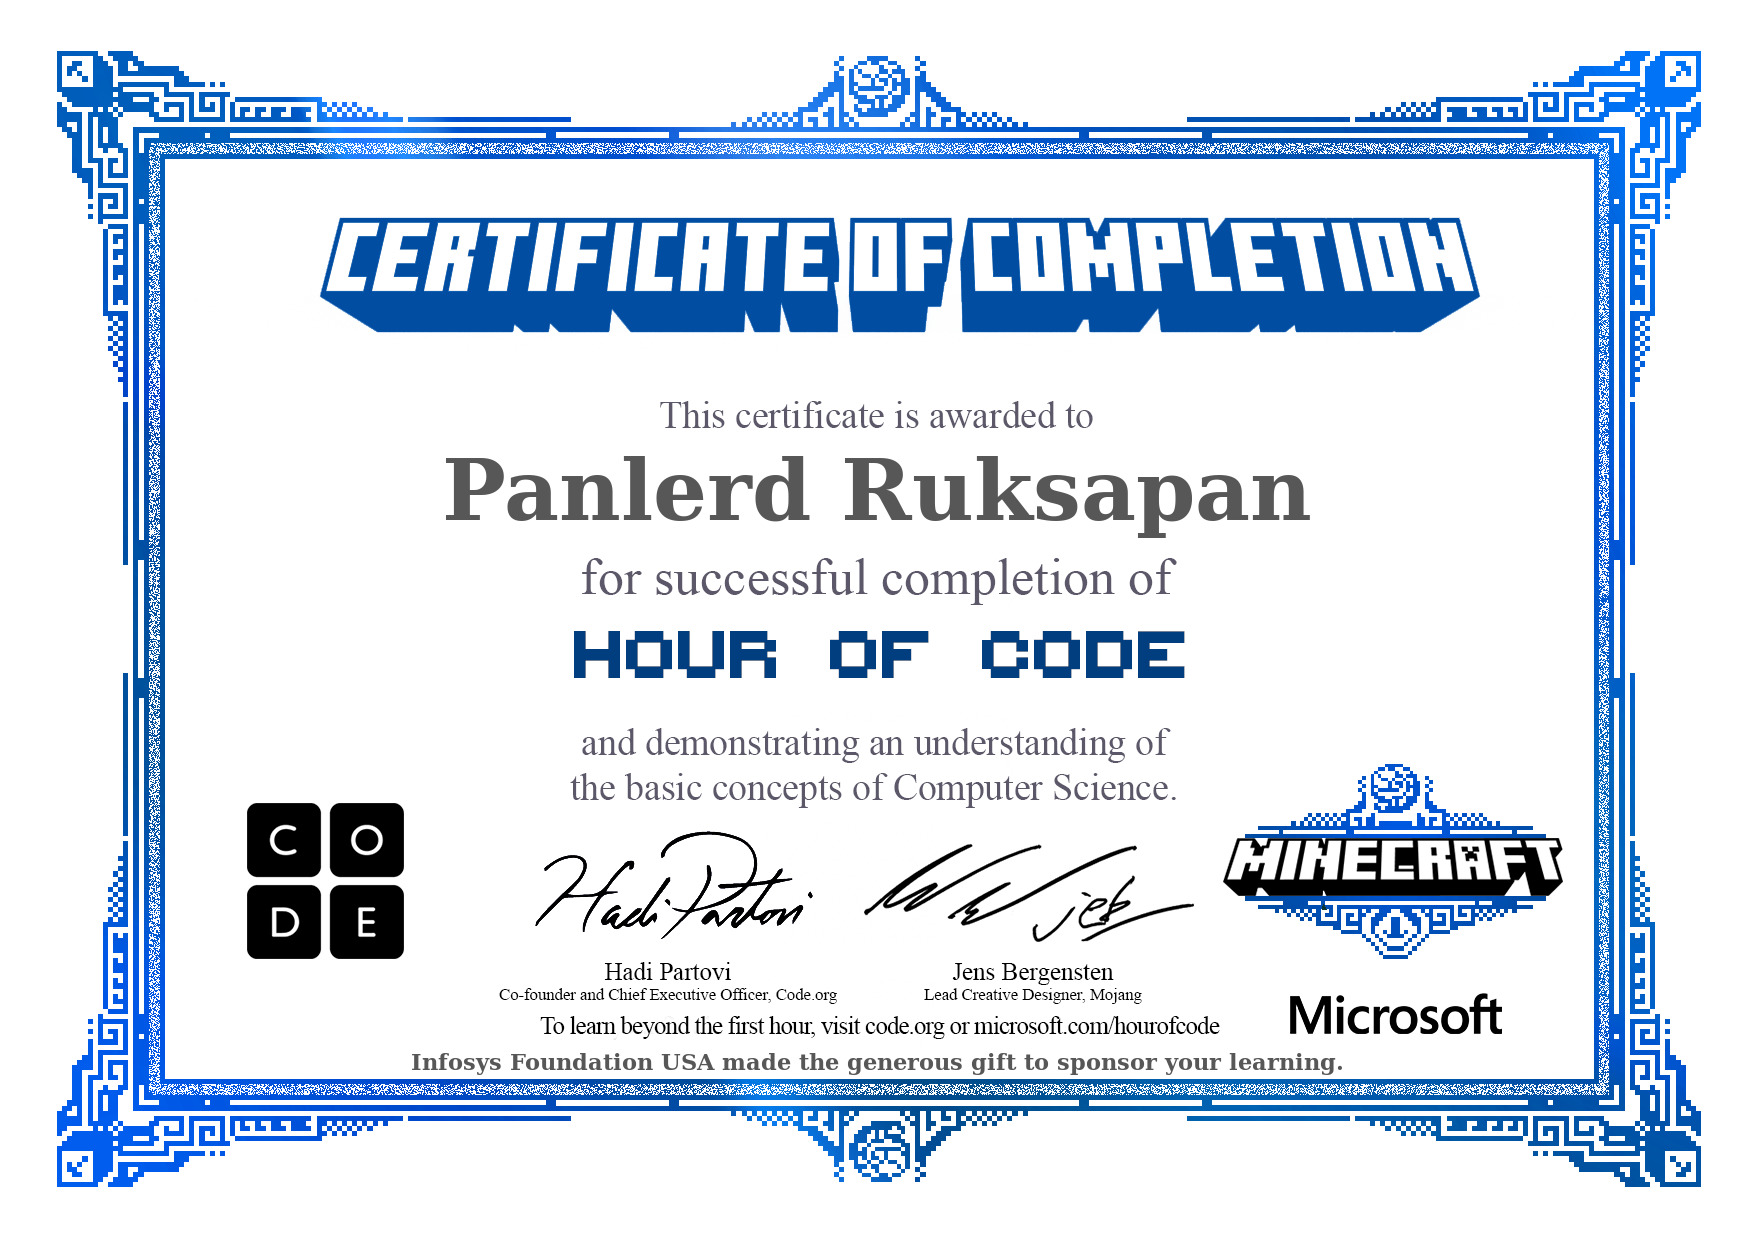 CERTIFICATE OF COMPLETION
This certificate is awarded to
Panlerd Ruksapan
for successful completion of
HOUR OF CODE
and demonstrating an understanding of
the basic concepts of Computer Science.
C O
D E
Hadi Partovi
Hadi Partovi
Co-founder and Chief Executive Officer, Code.org
jeb
Jens Bergensten
Lead Creative Designer, Mojang
MINECRAFT
Microsoft
To learn beyond the first hour, visit code.org or microsoft.com/hourofcode
Infosys Foundation USA made the generous gift to sponsor your learning.